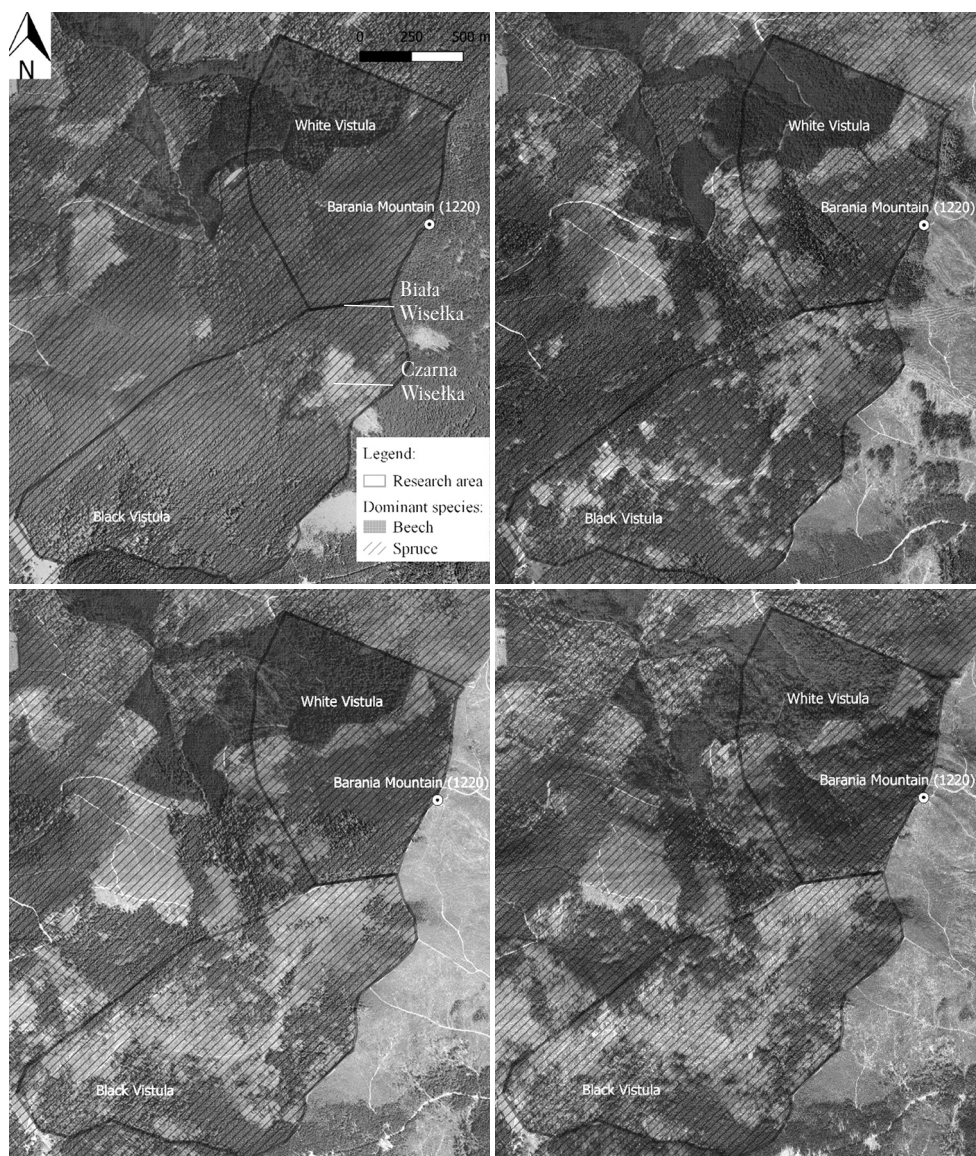 N
0 250 500 m
White Vistula
Barania Mountain (1220)
Biała
Wisełka
Czarna
Wisełka
Legend:
Research area
Dominant species:
Beech
Spruce
Black Vistula
White Vistula
Barania Mountain (1220)
Black Vistula
White Vistula
Barania Mountain (1220)
Black Vistula
White Vistula
Barania Mountain (1220)
Black Vistula